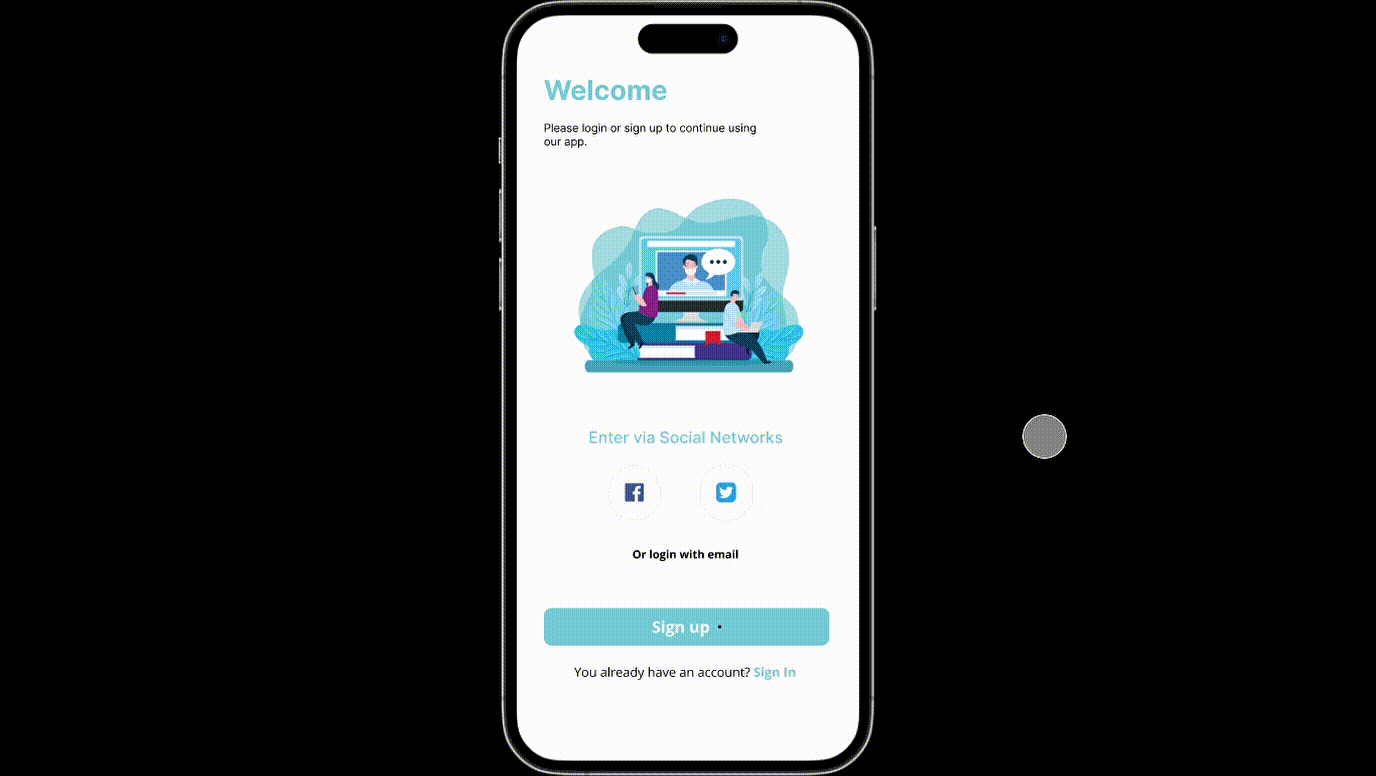 Welcome
Please login or sign up to continue using
our app.
Enter via Social Networks
Or login with email
Sign up
You already have an account? Sign In